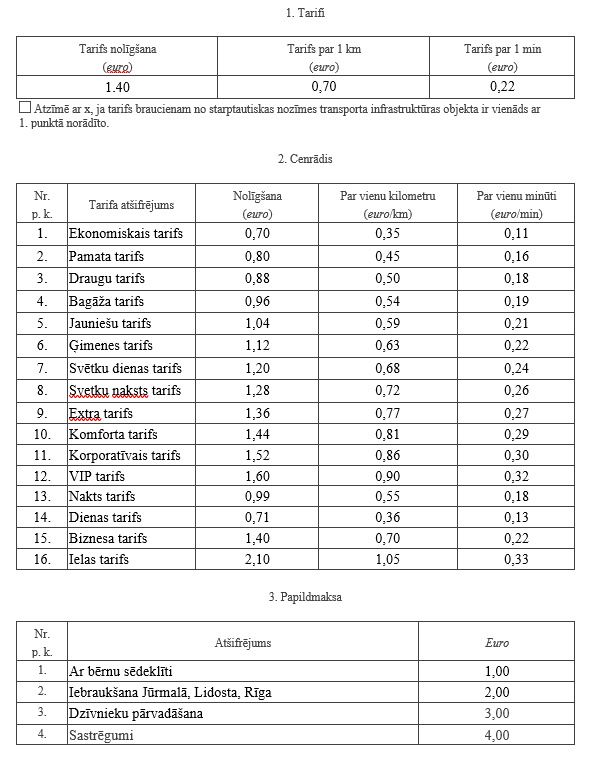 1. Tarifi
Tarifs nolīgšana Tarifs par 1 km Tarifs par 1 min
(euro) (euro) (euro)
1.40 0,70 0,22
☐ Atzīmē ar x, ja tarifs braucienam no starptautiskas nozīmes transporta infrastruktūras objekta ir vienāds ar
1. punktā norādīto.
2. Cenrādis
Nr. Nolīgšana Par vienu kilometru Par vienu minūti
p. k. Tarifa atšifrējums (euro) (euro/km) (euro/min)
1. Ekonomiskais tarifs 0,70 0,35 0,11
2. Pamata tarifs 0,80 0,45 0,16
3. Draugu tarifs 0,88 0,50 0,18
4. Bagāža tarifs 0,96 0,54 0,19
5. Jauniešu tarifs 1,04 0,59 0,21
6. Ģimenes tarifs 1,12 0,63 0,22
7. Svētku dienas tarifs 1,20 0,68 0,24
8. Svetku naksts tarifs 1,28 0,72 0,26
9. Extra tarifs 1,36 0,77 0,27
10. Komforta tarifs 1,44 0,81 0,29
11. Korporatīvais tarifs 1,52 0,86 0,30
12. VIP tarifs 1,60 0,90 0,32
13. Nakts tarifs 0,99 0,55 0,18
14. Dienas tarifs 0,71 0,36 0,13
15. Biznesa tarifs 1,40 0,70 0,22
16. Ielas tarifs 2,10 1,05 0,33
3. Papildmaksa
Nr.
p. k. Atšifrējums Euro
1. Ar bērnu sēdeklīti 1,00
2. Iebraukšana Jūrmalā, Lidosta, Rīga 2,00
3. Dzīvnieku pārvadāšana 3,00
4. Sastrēgumi 4,00